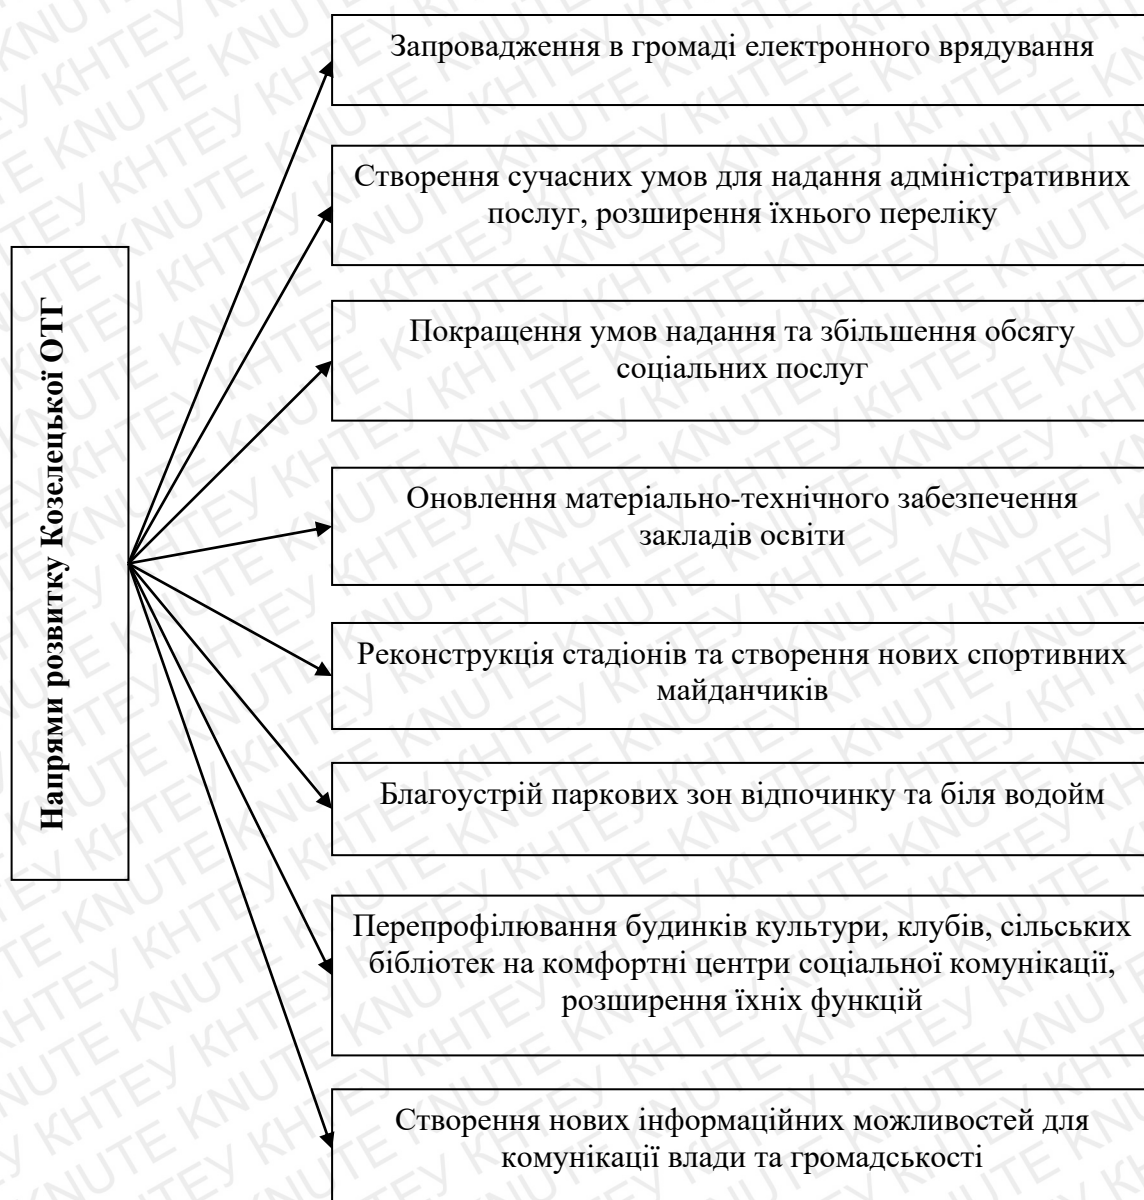 Напрями розвитку Козелецької ОТГ
Запровадження в громаді електронного врядування
Створення сучасних умов для надання адміністративних
послуг, розширення їхнього переліку
Покращення умов надання та збільшення обсягу
соціальних послуг
Оновлення матеріально-технічного забезпечення
закладів освіти
Реконструкція стадіонів та створення нових спортивних
майданчиків
Благоустрій паркових зон відпочинку та біля водойм
Перепрофілювання будинків культури, клубів, сільських
бібліотек на комфортні центри соціальної комунікації,
розширення їхніх функцій
Створення нових інформаційних можливостей для
комунікації влади та громадськості